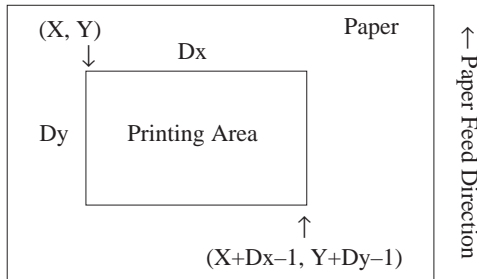 (X, Y)
Paper
Dx
Dy
Printing Area
(X+Dx–1, Y+Dy–1)
← Paper Feed Direction